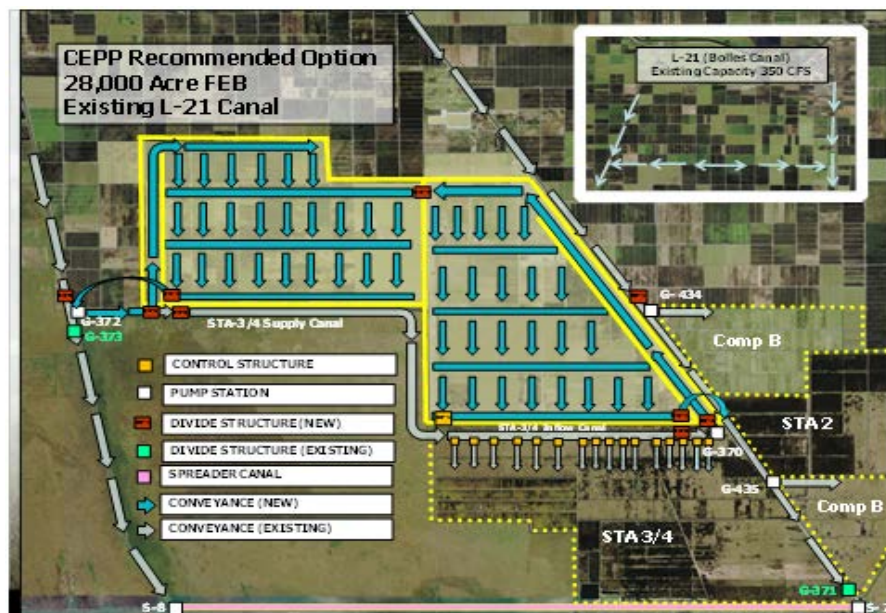 CEPP Recommended Option
28,000 Acre FEB
Existing L-21 Canal
L-21 (Bolles Canal)
Existing Capacity 350 CFS
G-434
G-372
G-373
STA-3/4 Supply Canal
Comp B
CONTROL STRUCTURE
PUMP STATION
DIVIDE STRUCTURE (NEW)
DIVIDE STRUCTURE (EXISTING)
SPREADER CANAL
CONVEYANCE (NEW)
CONVEYANCE (EXISTING)
STA-3/4 Inflow Canal
STA 2
G-370
G-435
Comp B
STA 3/4
G-371
S-8